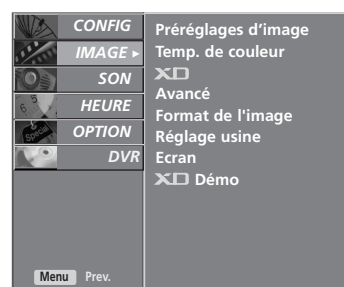 CONFIG
IMAGE ►
SON
HEURE
OPTION
DVR
Menu Prev.
Préréglages d'image
Temp. de couleur
XD
Avancé
Format de l'image
Réglage usine
Ecran
XD Démo
Special